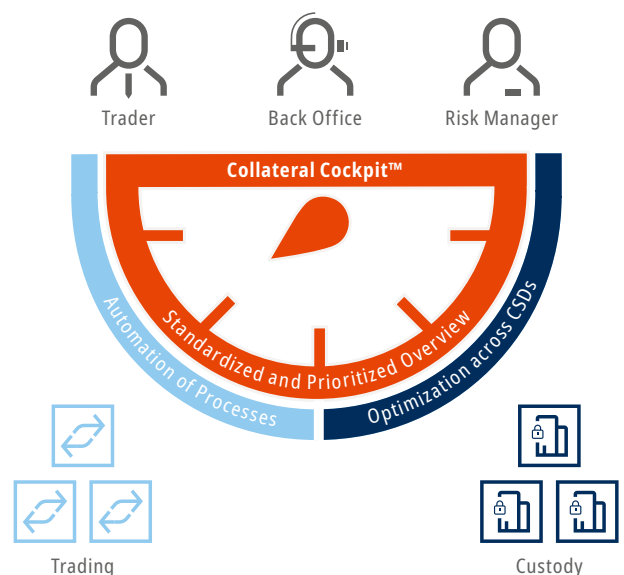 Trader
Back Office
Risk Manager
Collateral Cockpit™
Standardized and Prioritized Overview
Automation of Processes
Optimization across CSDs
Trading
Custody